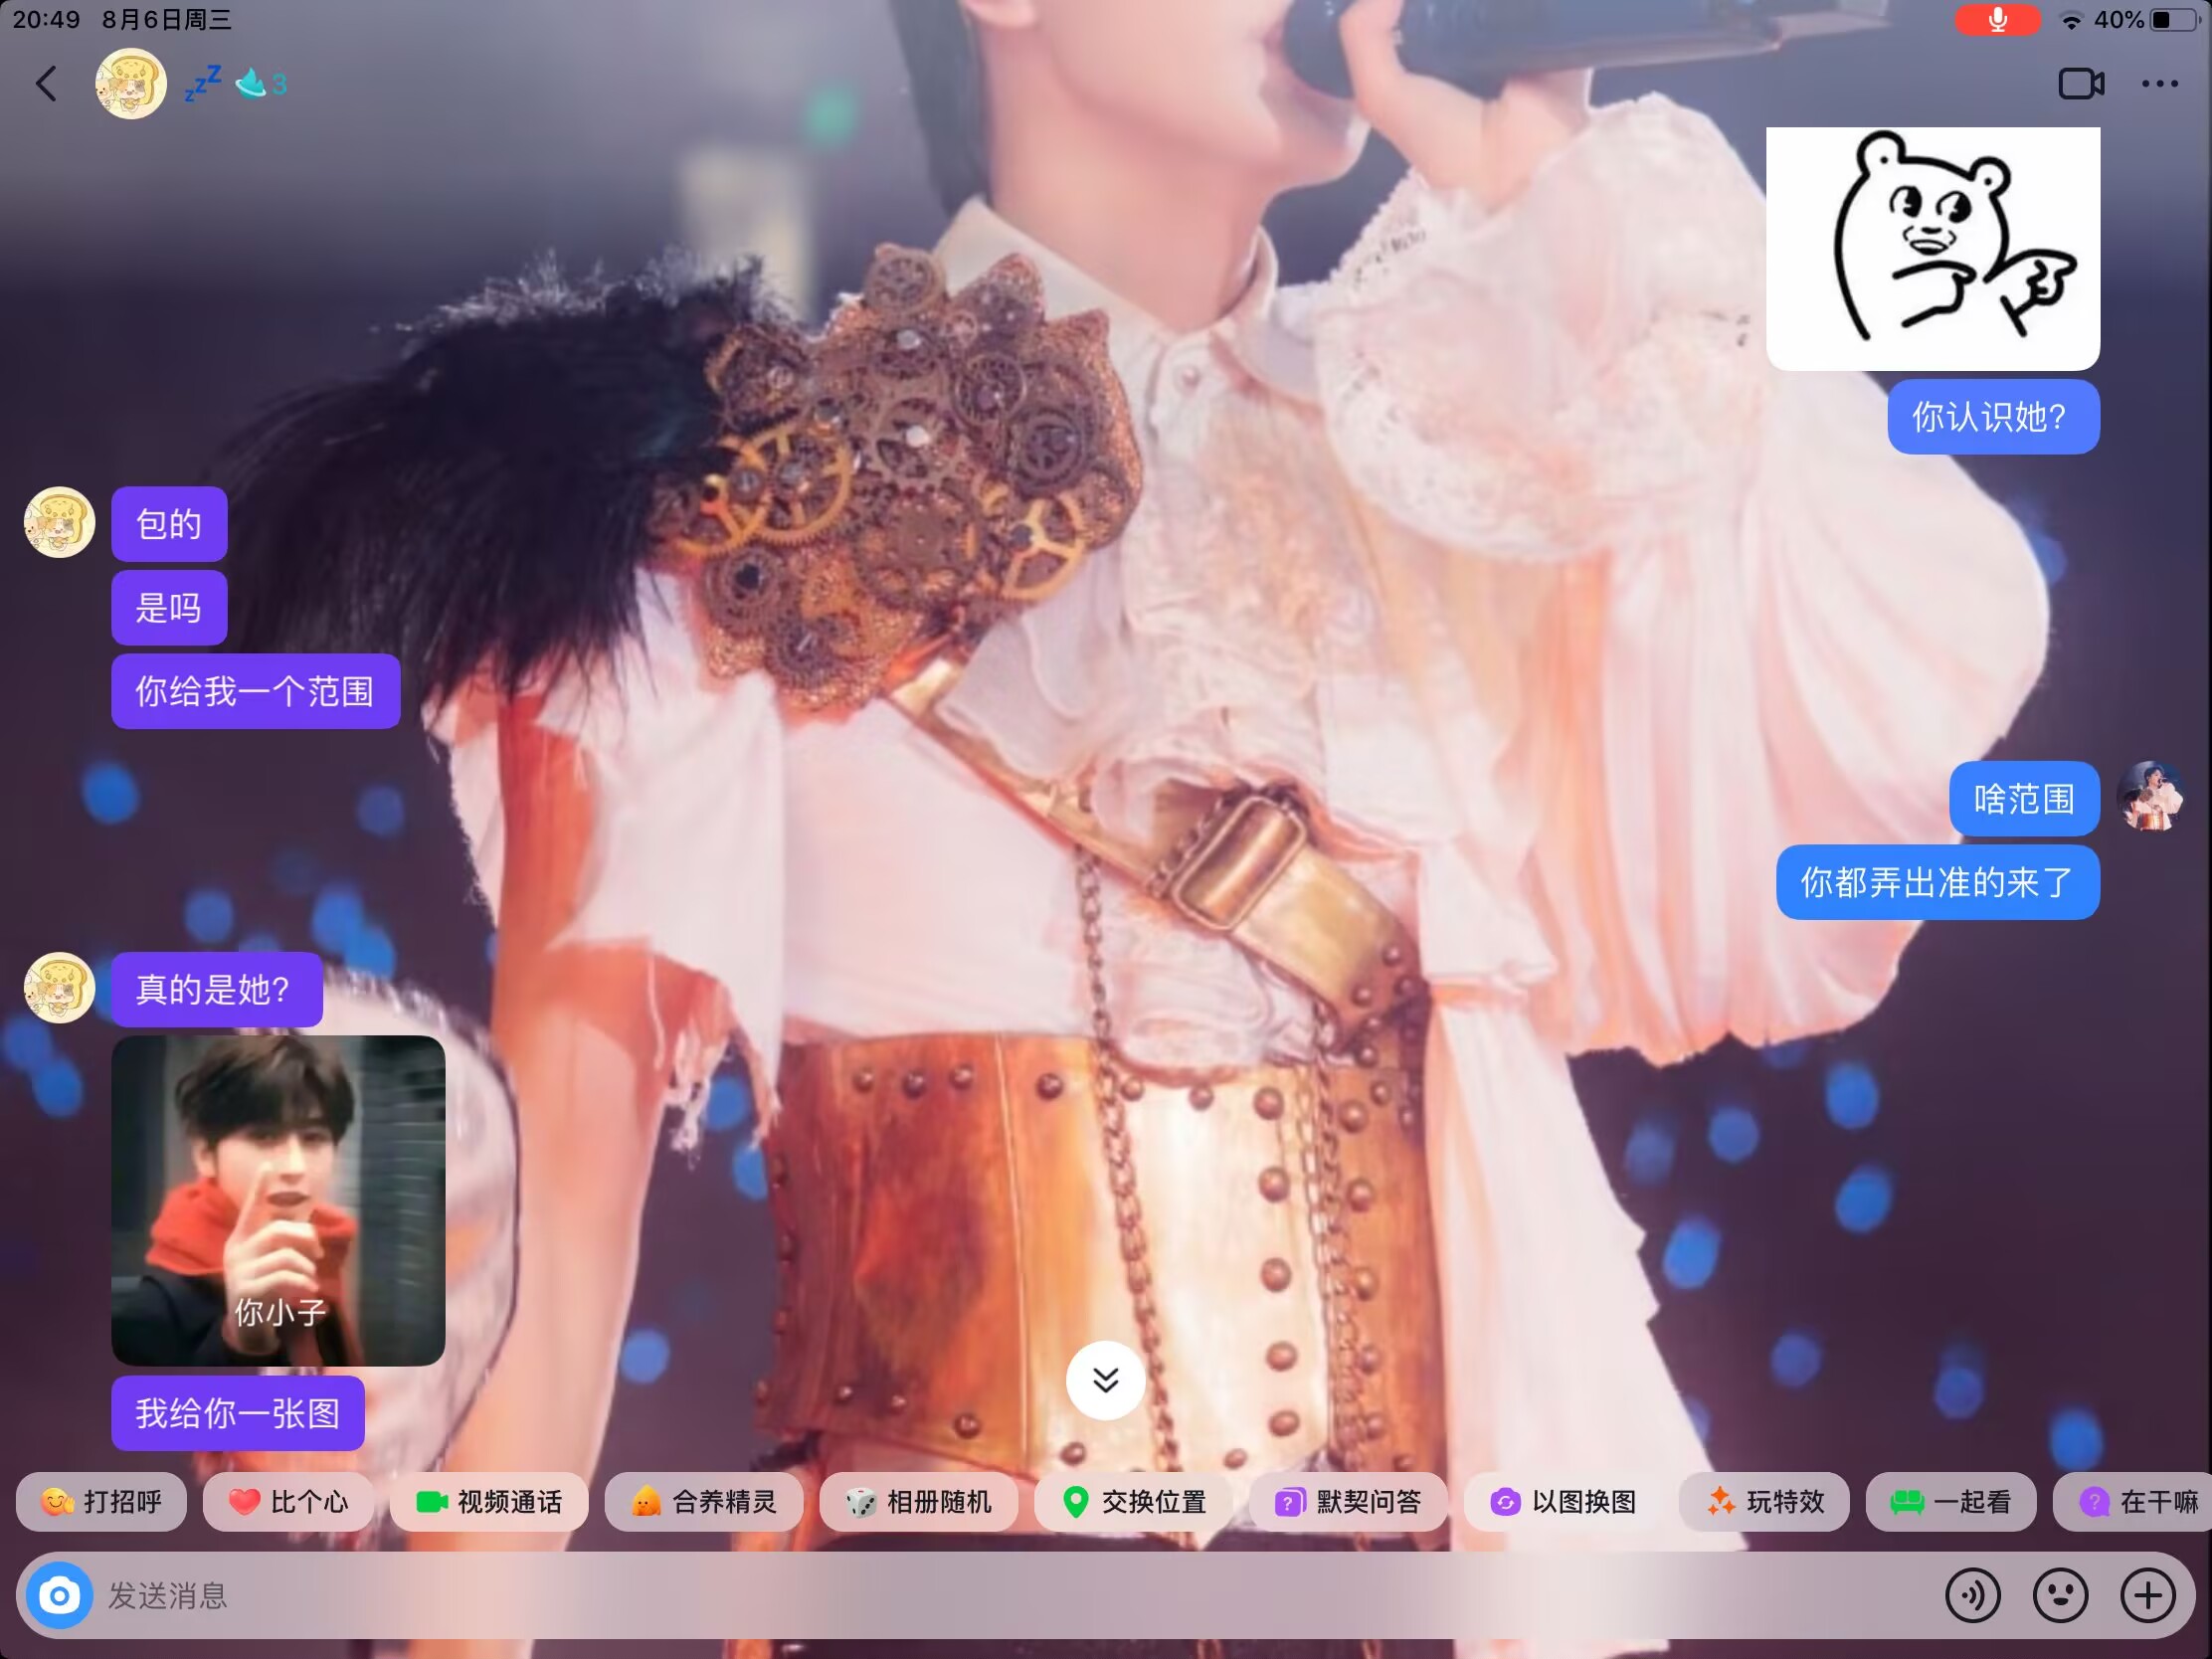 20:49 8月6日周三
40%
zzZ 3
你认识她?
包的
是吗
你给我一个范围
啥范围
你都弄出准的来了
真的是她?
你小子
我给你一张图
打招呼 比个心 视频通话 合养精灵 相册随机 交换位置 默契问答 以图换图 玩特效 一起看 在干嘛
发送消息